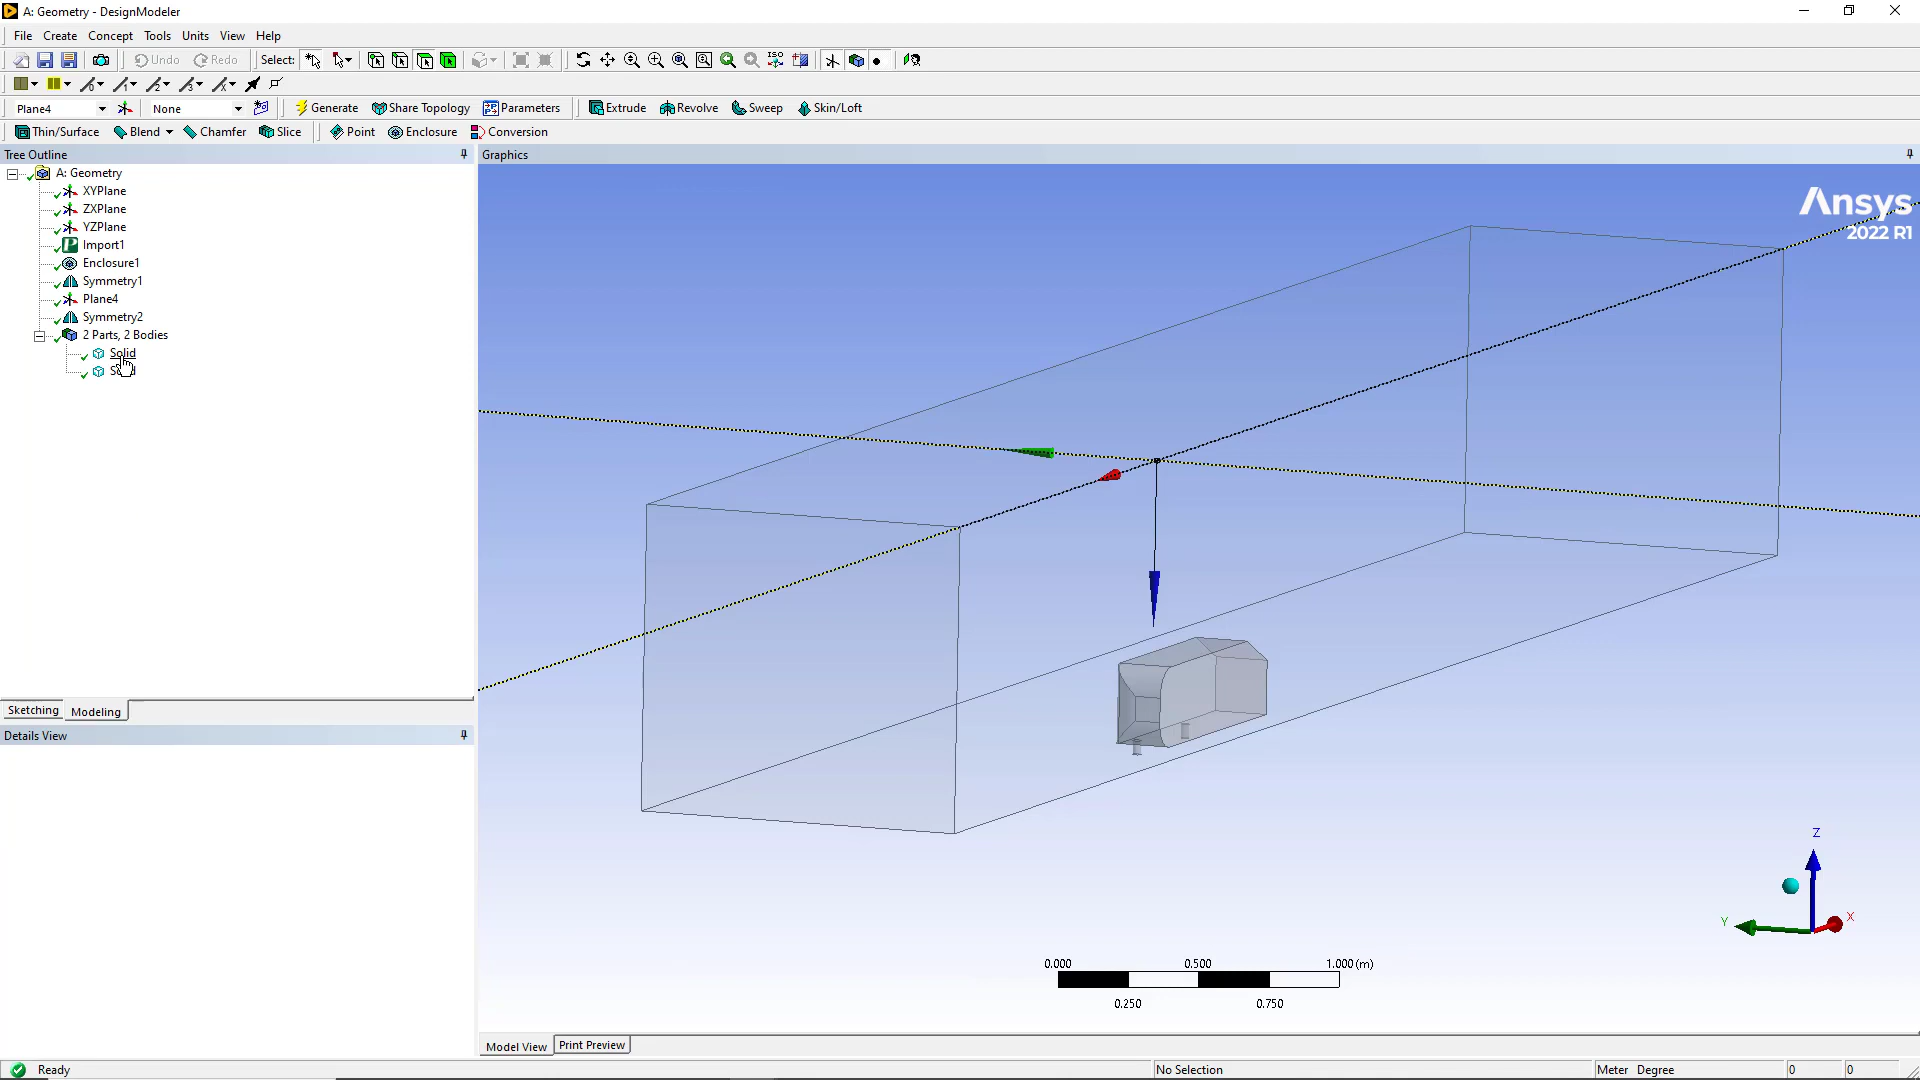 A: Geometry - DesignModeler
File Create Concept Tools Units View Help
Undo Redo Select:
ISO
Plane4 None Generate Share Topology Parameters Extrude Revolve Sweep Skin/Loft
Thin/Surface Blend Chamfer Slice Point Enclosure Conversion
Tree Outline
Graphics
A: Geometry
XYPlane
ZXPlane
YZPlane
Import1
Enclosure1
Symmetry1
Plane4
Symmetry2
2 Parts, 2 Bodies
Solid
Ansys
2022 R1
Sketching Modeling
Details View
Z
Y
X
0.000 0.500 1.000 (m)
0.250 0.750
Model View Print Preview
Ready No Selection Meter Degree 0 0